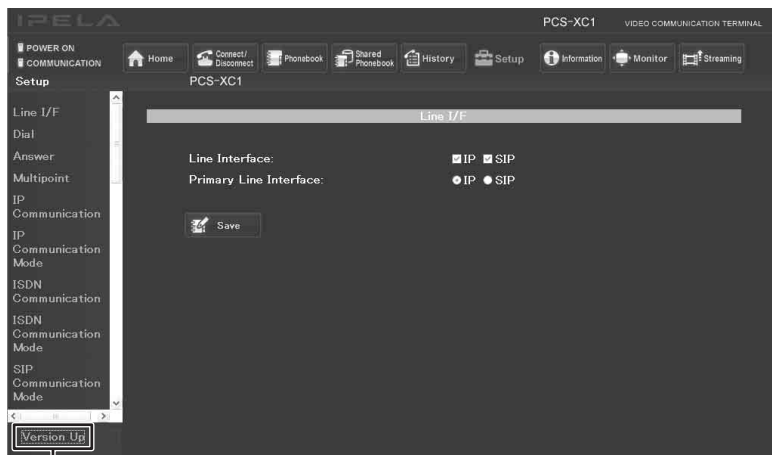 IPELA
PCS-XC1 VIDEO COMMUNICATION TERMINAL
POWER ON
COMMUNICATION
Home
Connect/
Disconnect
Phonebook
Shared
Phonebook
History
Setup
Information
Monitor
Streaming
Setup
PCS-XC1
Line I/F
Dial
Answer
Multipoint
IP
Communication
IP
Communication
Mode
ISDN
Communication
ISDN
Communication
Mode
SIP
Communication
Mode
Version Up
Line I/F
Line Interface: IP SIP
Primary Line Interface: IP SIP
Save